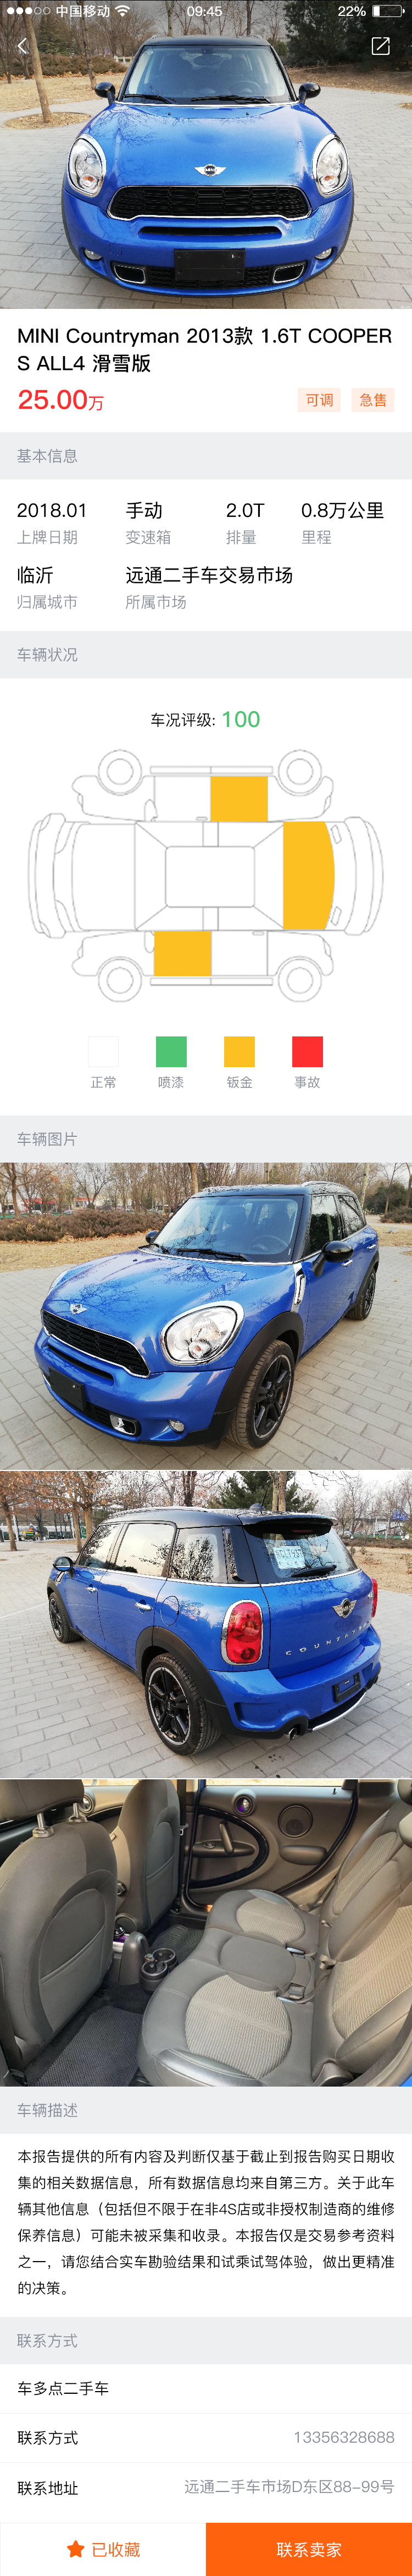 中国移动 09:45 22%
MINI Countryman 2013款 1.6T COOPER
S ALL4 滑雪版
25.00万 可调 急售
基本信息
2018.01 手动 2.0T 0.8万公里
上牌日期 变速箱 排量 里程
临沂 远通二手车交易市场
归属城市 所属市场
车辆状况
车况评级: 100
正常 喷漆 钣金 事故
车辆图片
COUNTRYMAN
车辆描述
本报告提供的所有内容及判断仅基于截止到报告购买日期收
集的相关数据信息，所有数据信息均来自第三方。关于此车
辆其他信息（包括但不限于在非4S店或非授权制造商的维修
保养信息）可能未被采集和收录。本报告仅是交易参考资料
之一，请您结合实车勘验结果和试乘试驾体验，做出更精准
的决策。
联系方式
车多点二手车
联系方式 13356328688
联系地址 远通二手车市场D东区88-99号
已收藏 联系卖家